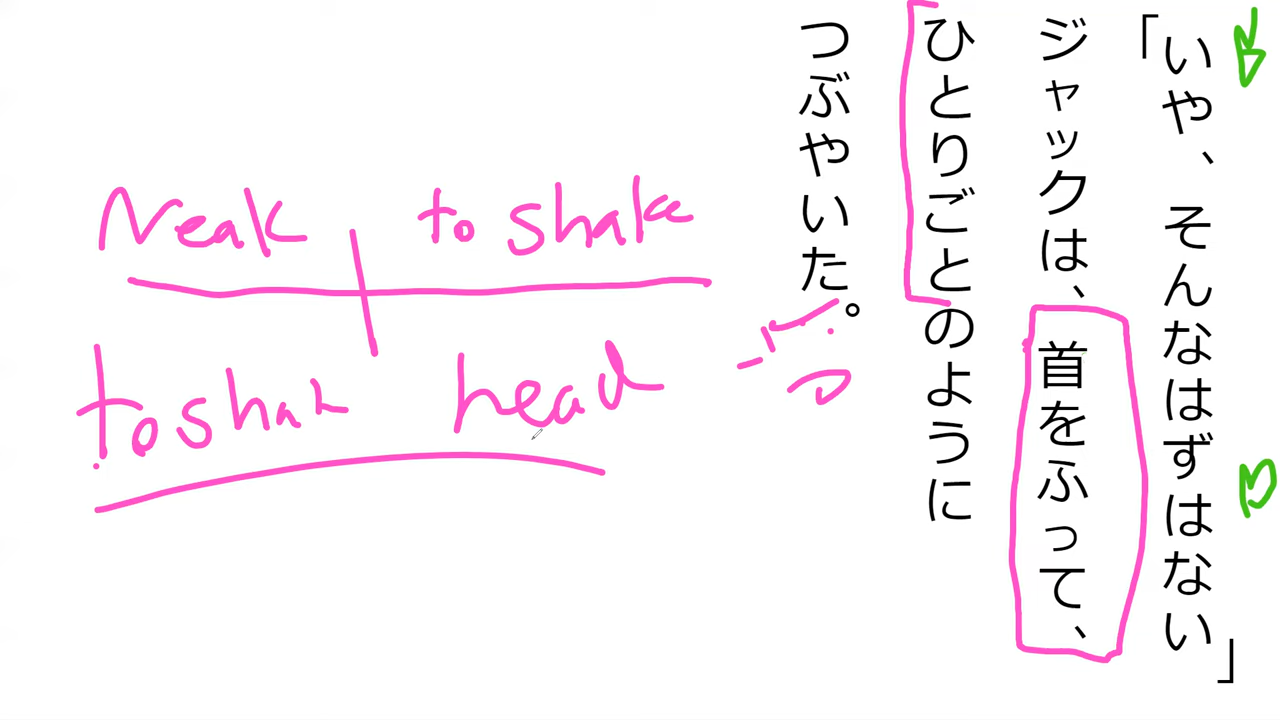 「いや、そんなはずはない」
ジャックは、首をふって、
ひとりごとのように
つぶやいた。
Neak to shake
to shak head